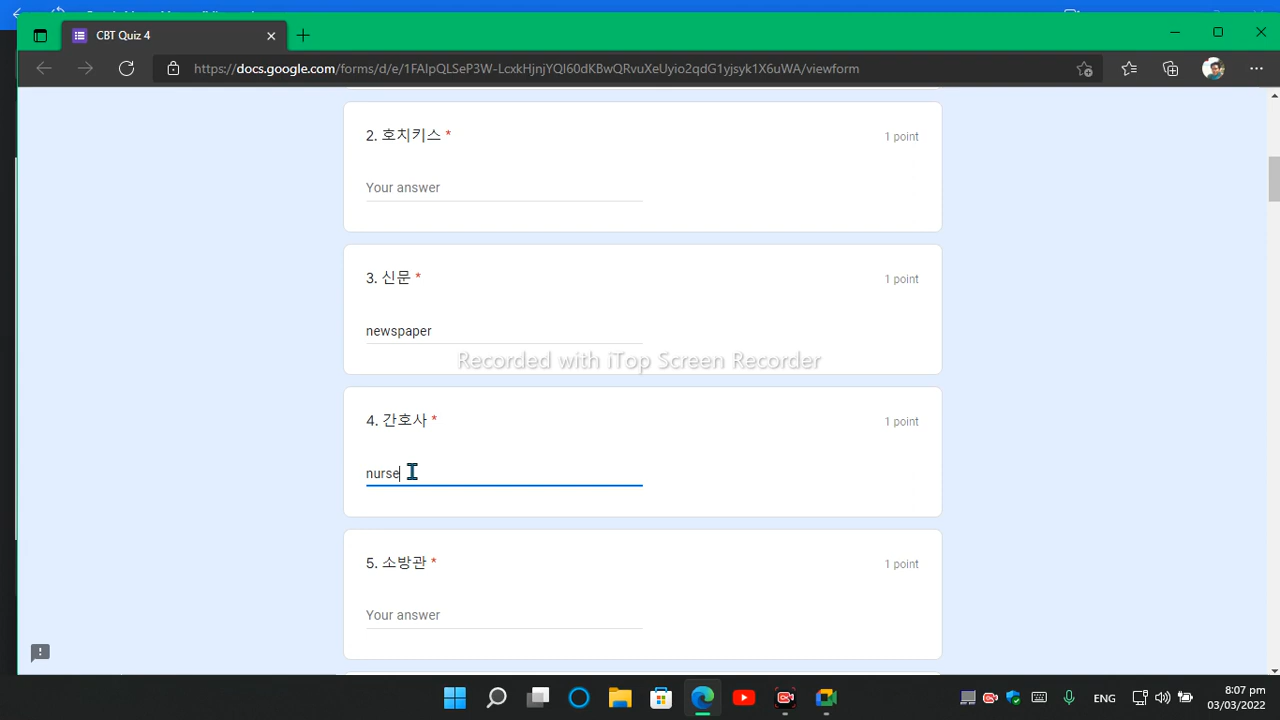 CBT Quiz 4
https://docs.google.com/forms/d/e/1FAIpQLSeP3W-LcxkHjnjYQI60dKBwQRvuXeUyio2qdG1yjsyk1X6uWA/viewform
2. 호치키스 * 1 point
Your answer
3. 신문 * 1 point
newspaper
Recorded with iTop Screen Recorder
4. 간호사 * 1 point
nurse
5. 소방관 * 1 point
Your answer
ENG
8:07 pm
03/03/2022